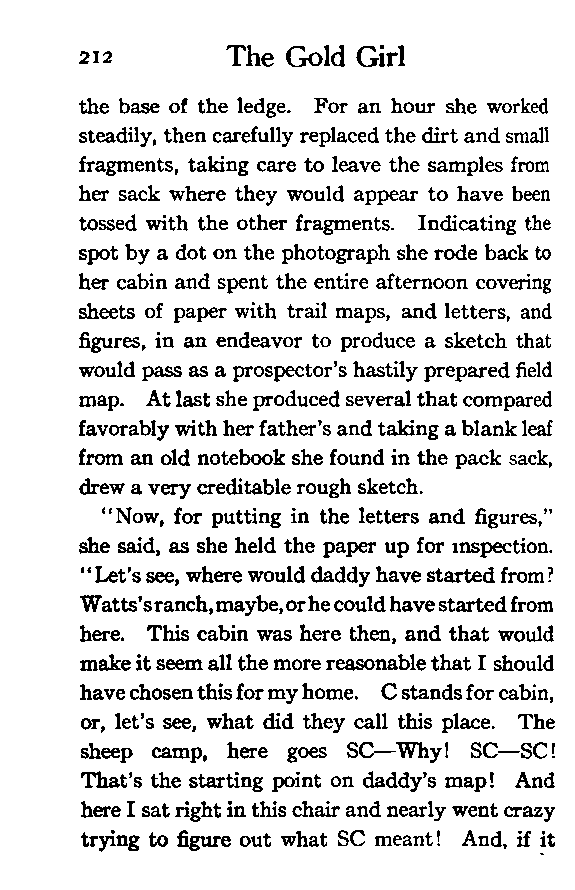 212 The Gold Girl
the base of the ledge. For an hour she worked
steadily, then carefully replaced the dirt and small
fragments, taking care to leave the samples from
her sack where they would appear to have been
tossed with the other fragments. Indicating the
spot by a dot on the photograph she rode back to
her cabin and spent the entire afternoon covering
sheets of paper with trail maps, and letters, and
figures, in an endeavor to produce a sketch that
would pass as a prospector's hastily prepared field
map. At last she produced several that compared
favorably with her father's and taking a blank leaf
from an old notebook she found in the pack sack,
drew a very creditable rough sketch.
"Now, for putting in the letters and figures,"
she said, as she held the paper up for inspection.
"Let's see, where would daddy have started from?
Watts's ranch, maybe, or he could have started from
here. This cabin was here then, and that would
make it seem all the more reasonable that I should
have chosen this for my home. C stands for cabin,
or, let's see, what did they call this place. The
sheep camp, here goes SC—Why! SC—SC!
That's the starting point on daddy's map! And
here I sat right in this chair and nearly went crazy
trying to figure out what SC meant! And, if it